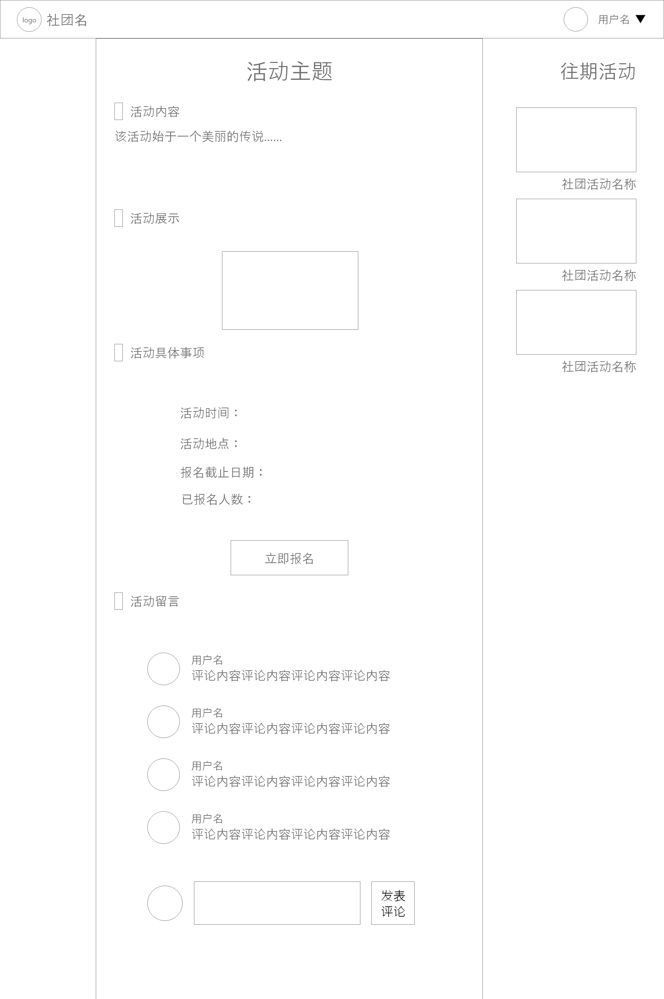 logo
社团名
用户名
活动主题
活动内容
该活动始于一个美丽的传说......
活动展示
活动具体事项
活动时间：
活动地点：
报名截止日期：
已报名人数：
立即报名
活动留言
用户名
评论内容评论内容评论内容评论内容
用户名
评论内容评论内容评论内容评论内容
用户名
评论内容评论内容评论内容评论内容
用户名
评论内容评论内容评论内容评论内容
发表
评论
往期活动
社团活动名称
社团活动名称
社团活动名称